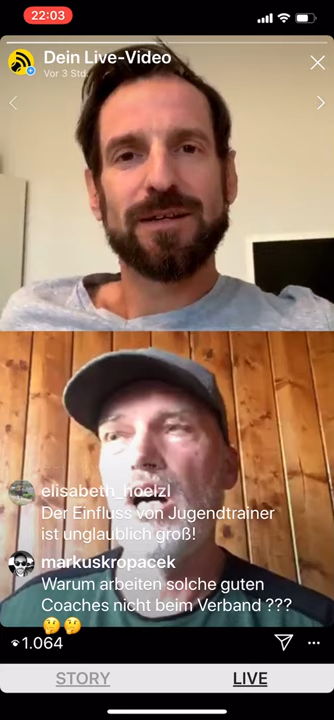 22:03
Dein Live-Video
Vor 3 Std.
elisabeth_hoelzl
Der Einfluss von Jugendtrainer
ist unglaublich groß!
markuskropacek
Warum arbeiten solche guten
Coaches nicht beim Verband ???
🤔🤔
1.064
STORY
LIVE